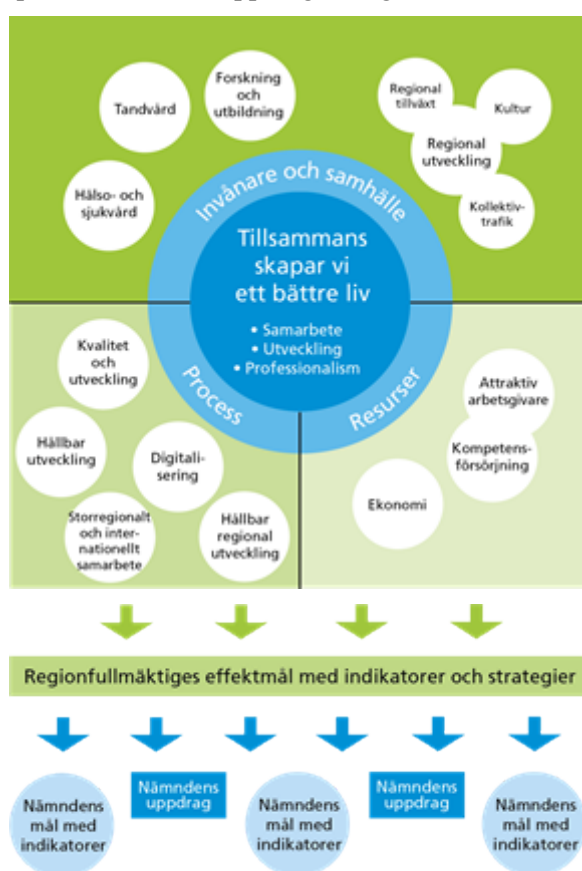 Tandvård
Forskning
och
utbildning
Hälso- och
sjukvård
Regional
tillväxt
Kultur
Regional
utveckling
Kollektiv-
trafik
Invånare och samhälle
Tillsammans
skapar vi
ett bättre liv
• Samarbete
• Utveckling
• Professionalism
Process
Resurser
Kvalitet
och
utveckling
Hållbar
utveckling
Digitali-
sering
Storregionalt
och inter-
nationellt
samarbete
Hållbar
regional
utveckling
Attraktiv
arbetsgivare
Kompetens-
försörjning
Ekonomi
Regionfullmäktiges effektmål med indikatorer och strategier
Nämndens
mål med
indikatorer
Nämndens
uppdrag
Nämndens
mål med
indikatorer
Nämndens
uppdrag
Nämndens
mål med
indikatorer